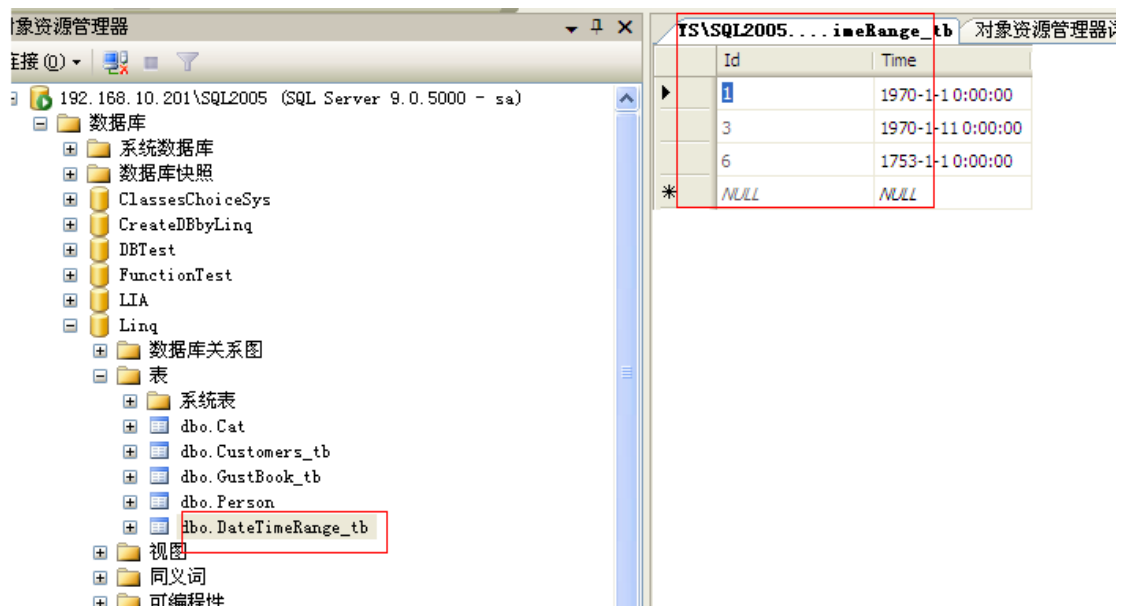 象资源管理器
连接(O)
192.168.10.201\SQL2005 (SQL Server 9.0.5000 - sa)
数据库
系统数据库
数据库快照
ClassesChoiceSys
CreateDBbyLinq
DBTest
FunctionTest
LIA
Linq
数据库关系图
表
系统表
dbo.Cat
dbo.Customers_tb
dbo.GustBook_tb
dbo.Person
dbo.DateTimeRange_tb
视图
同义词
可编程性
YS\SQL2005....imeRange_tb 对象资源管理器详
Id Time
1 1970-1-1 0:00:00
3 1970-1-11 0:00:00
6 1753-1-1 0:00:00
NULL NULL